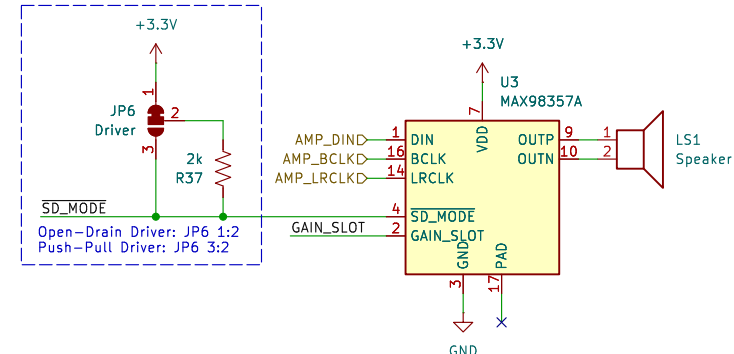 +3.3V
1
JP6
2
Driver
3
2k
R37
SD_MODE
Open-Drain Driver: JP6 1:2
Push-Pull Driver: JP6 3:2
+3.3V
U3
MAX98357A
7
VDD
AMP_DIN
1
DIN
AMP_BCLK
16
BCLK
AMP_LRCLK
14
LRCLK
4
SD_MODE
GAIN_SLOT
2
GAIN_SLOT
OUTP
9
1
OUTN
10
2
LS1
Speaker
GND
3
PAD
17
GND